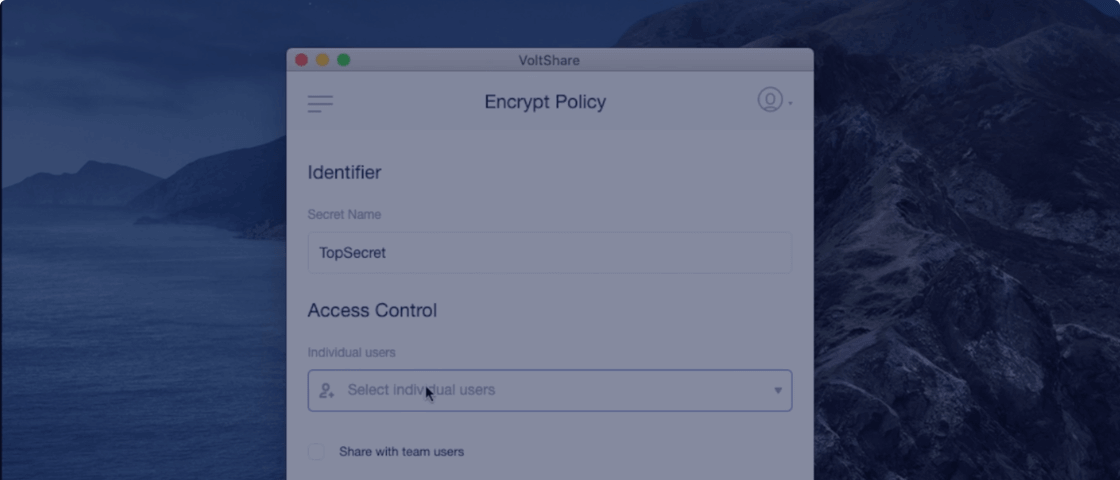 VoltShare
Encrypt Policy
Identifier
Secret Name
TopSecret
Access Control
Individual users
Select individual users
Share with team users